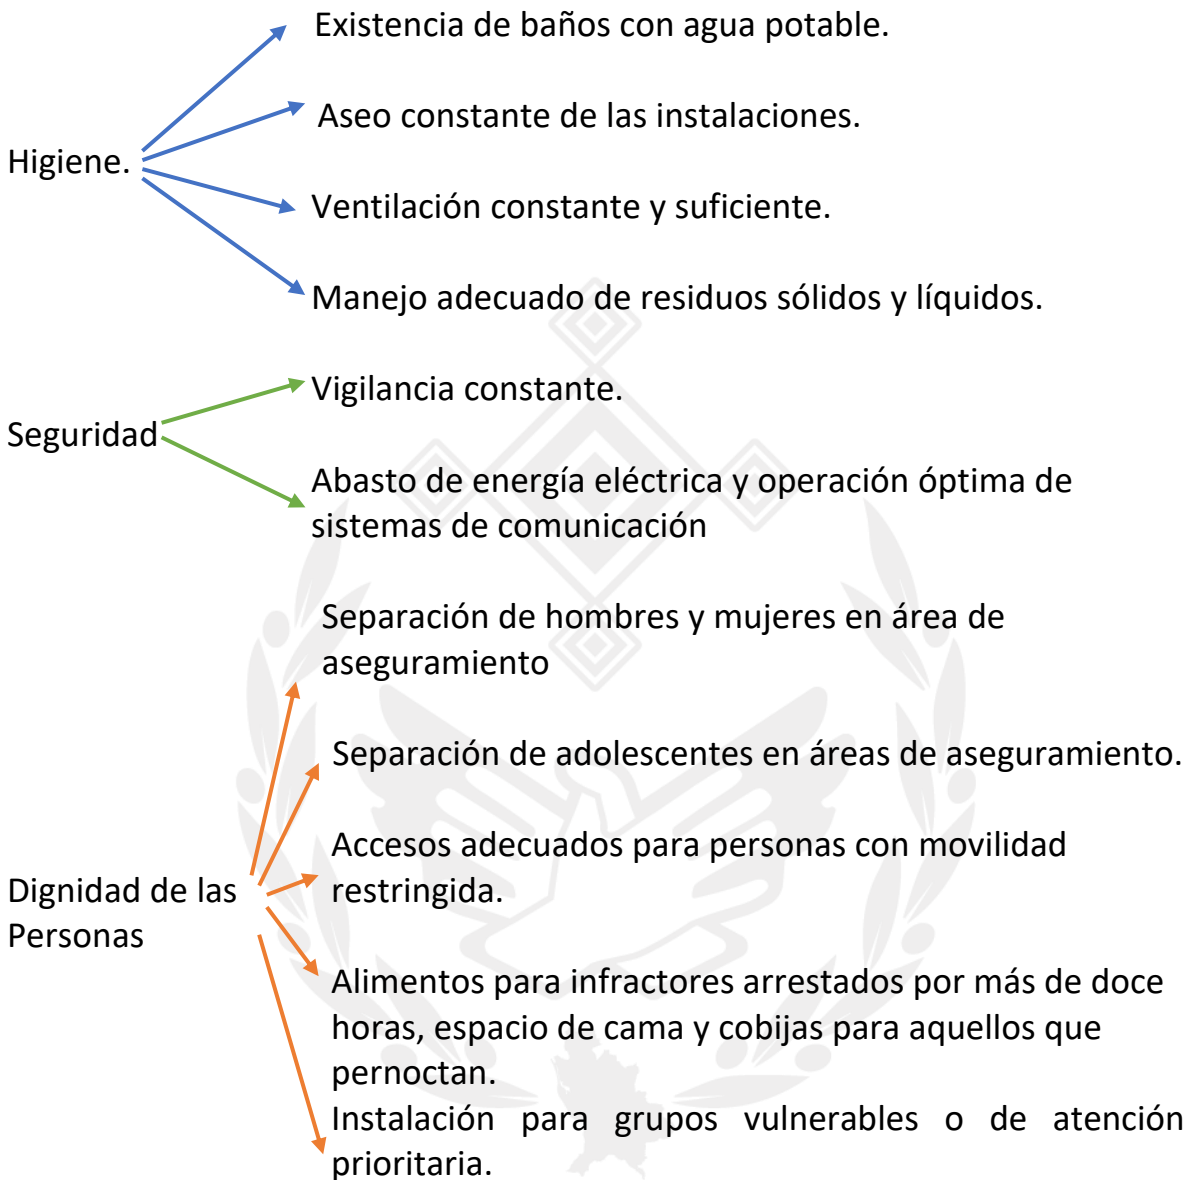 Existencia de baños con agua potable.
Aseo constante de las instalaciones.
Higiene.
Ventilación constante y suficiente.
Manejo adecuado de residuos sólidos y líquidos.
Vigilancia constante.
Seguridad
Abasto de energía eléctrica y operación óptima de
sistemas de comunicación
Separación de hombres y mujeres en área de
aseguramiento
Separación de adolescentes en áreas de aseguramiento.
Accesos adecuados para personas con movilidad
restringida.
Dignidad de las
Personas
Alimentos para infractores arrestados por más de doce
horas, espacio de cama y cobijas para aquellos que
pernoctan.
Instalación para grupos vulnerables o de atención
prioritaria.